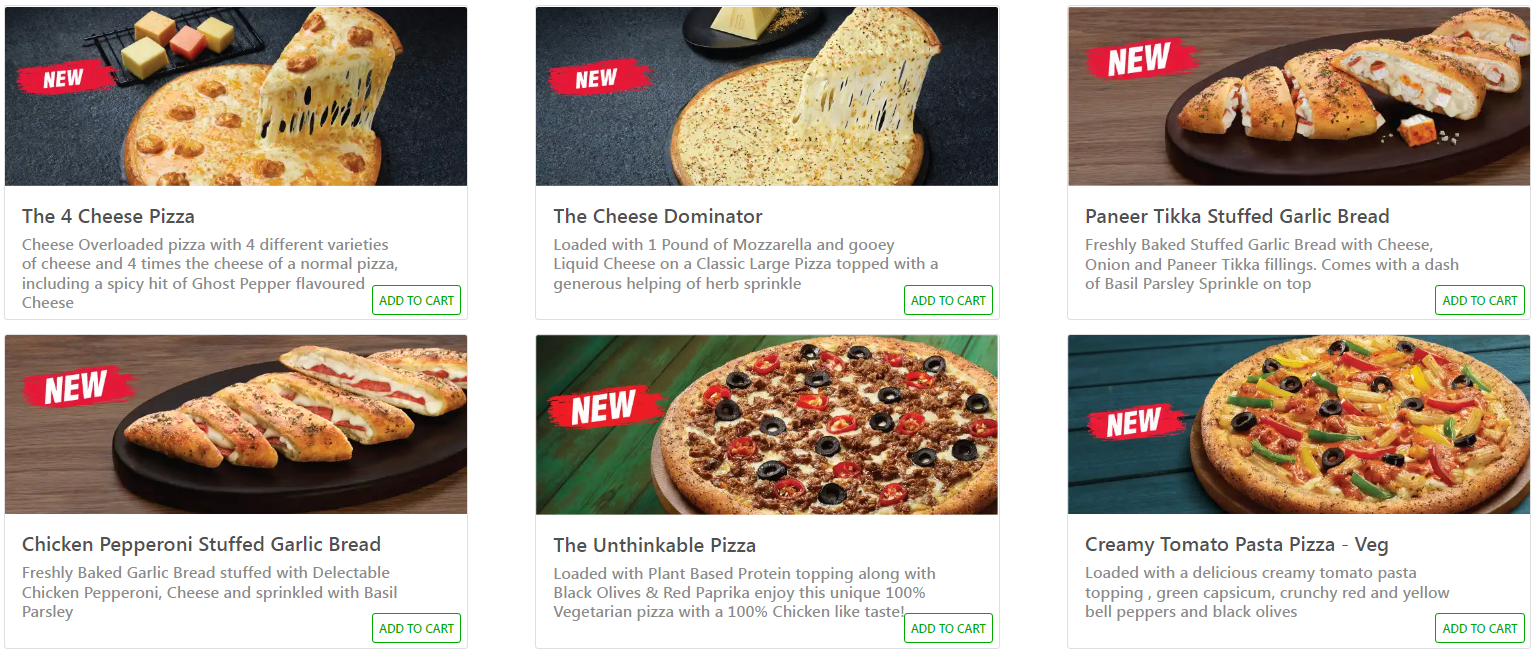 NEW
The 4 Cheese Pizza
Cheese Overloaded pizza with 4 different varieties
of cheese and 4 times the cheese of a normal pizza,
including a spicy hit of Ghost Pepper flavoured
Cheese
ADD TO CART
NEW
The Cheese Dominator
Loaded with 1 Pound of Mozzarella and gooey
Liquid Cheese on a Classic Large Pizza topped with a
generous helping of herb sprinkle
ADD TO CART
NEW
Paneer Tikka Stuffed Garlic Bread
Freshly Baked Stuffed Garlic Bread with Cheese,
Onion and Paneer Tikka fillings. Comes with a dash
of Basil Parsley Sprinkle on top
ADD TO CART
NEW
Chicken Pepperoni Stuffed Garlic Bread
Freshly Baked Garlic Bread stuffed with Delectable
Chicken Pepperoni, Cheese and sprinkled with Basil
Parsley
ADD TO CART
NEW
The Unthinkable Pizza
Loaded with Plant Based Protein topping along with
Black Olives & Red Paprika enjoy this unique 100%
Vegetarian pizza with a 100% Chicken like taste!
ADD TO CART
NEW
Creamy Tomato Pasta Pizza - Veg
Loaded with a delicious creamy tomato pasta
topping , green capsicum, crunchy red and yellow
bell peppers and black olives
ADD TO CART